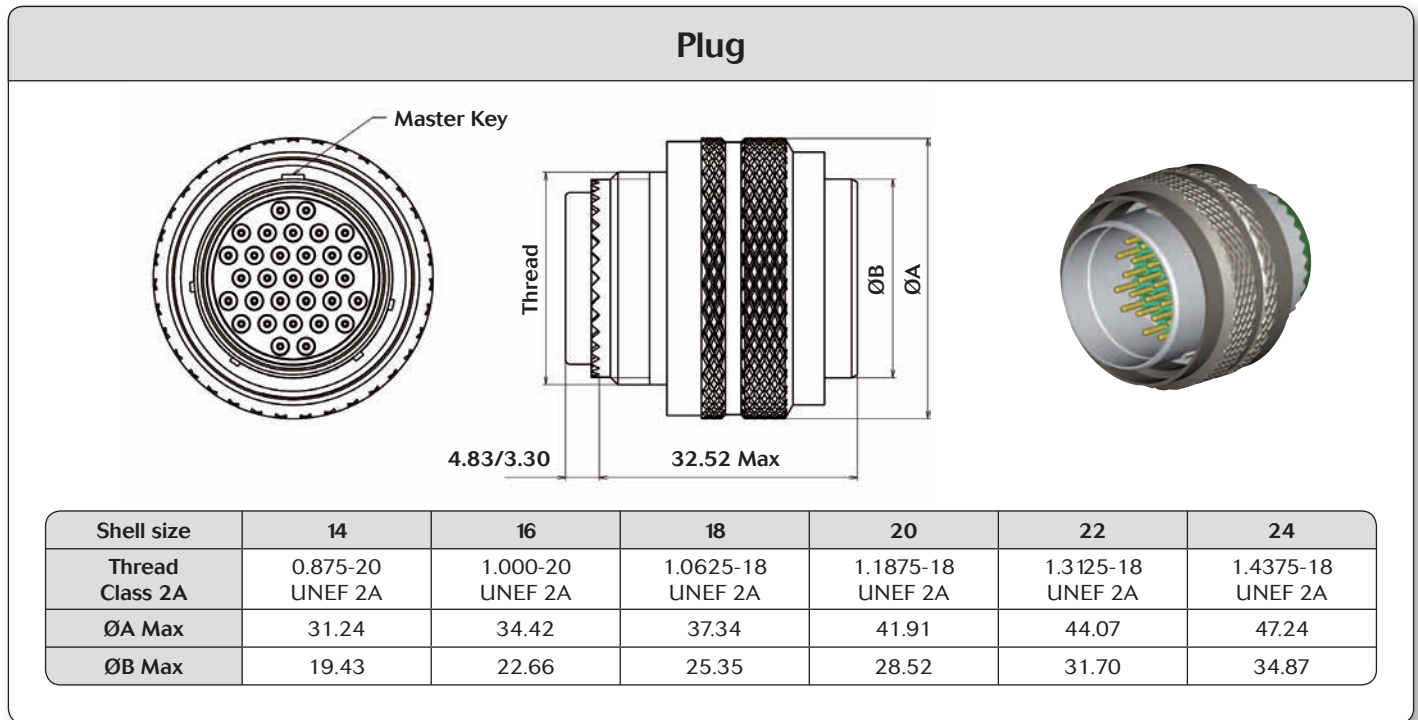 Plug
Master Key
Thread
ØB
ØA
4.83/3.30
32.52 Max
Shell size 14 16 18 20 22 24
Thread 0.875-20 1.000-20 1.0625-18 1.1875-18 1.3125-18 1.4375-18
Class 2A UNEF 2A UNEF 2A UNEF 2A UNEF 2A UNEF 2A UNEF 2A
ØA Max 31.24 34.42 37.34 41.91 44.07 47.24
ØB Max 19.43 22.66 25.35 28.52 31.70 34.87